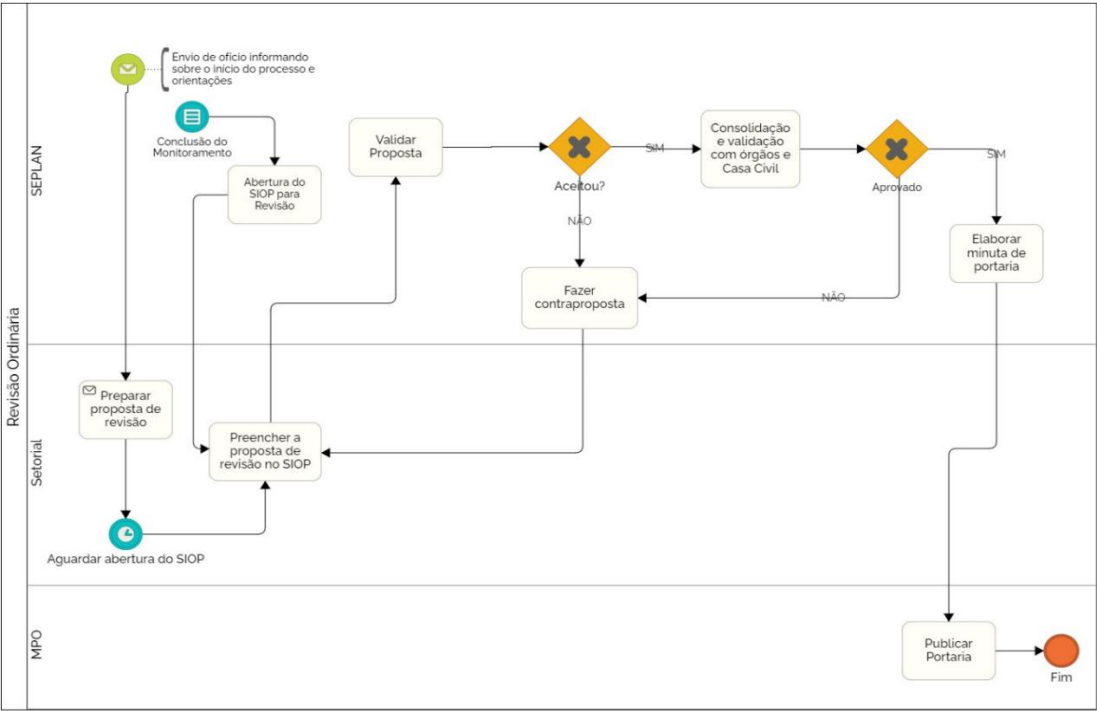 Revisão Ordinária
SEPLAN
Envio de ofício informando
sobre o início do processo e
orientações
Conclusão do
Monitoramento
Abertura do
SIOP para
Revisão
Validar
Proposta
Aceitou?
SIM
NÃO
Consolidação
e validação
com órgãos e
Casa Civil
Aprovado
SIM
NÃO
Elaborar
minuta de
portaria
Fazer
contraproposta
Setorial
Preparar
proposta de
revisão
Preencher a
proposta de
revisão no SIOP
Aguardar abertura do SIOP
MPO
Publicar
Portaria
Fim